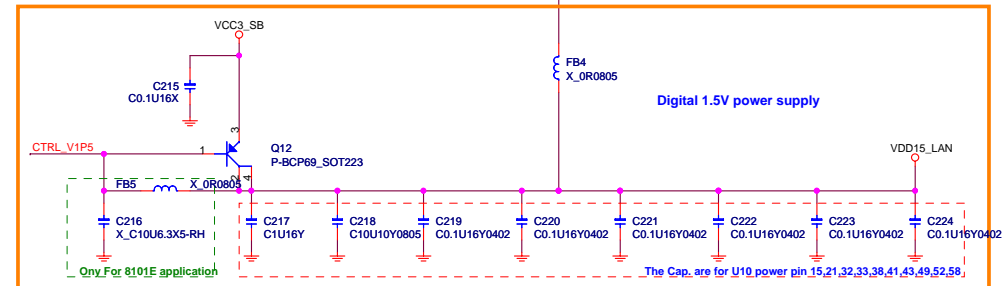 VCC3_SB
FB4
X_0R0805
C215
C0.1U16X
Digital 1.5V power supply
3
CTRL_V1P5
1
Q12
P-BCP69_SOT223
VDD15_LAN
2
4
FB5
X_0R0805
C216
X_C10U6.3X5-RH
C217
C1U16Y
C218
C10U10Y0805
C219
C0.1U16Y0402
C220
C0.1U16Y0402
C221
C0.1U16Y0402
C222
C0.1U16Y0402
C223
C0.1U16Y0402
C224
C0.1U16Y0402
Ony For 8101E application
The Cap. are for U10 power pin 15,21,32,33,38,41,43,49,52,58